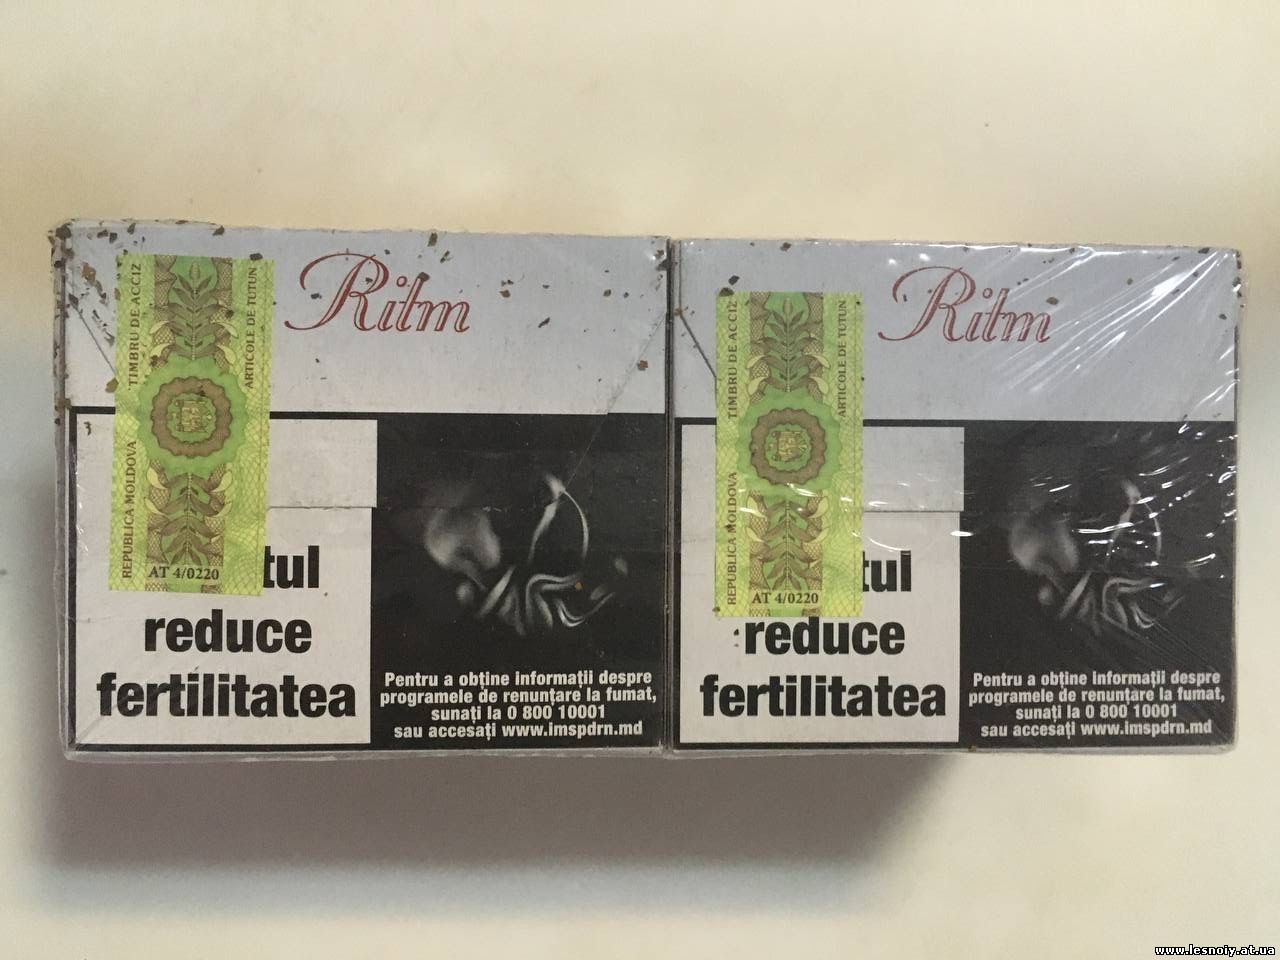 Ritm
TIMBRU DE ACCIZ
ARTICOLE DE TUTUN
REPUBLICA MOLDOVA
AT 4/0220
tul
reduce
fertilitatea
Pentru a obține informații despre
programele de renunțare la fumat,
sunați la 0 800 10001
sau accesați www.imspdrn.md
Ritm
TIMBRU DE ACCIZ
ARTICOLE DE TUTUN
REPUBLICA MOLDOVA
AT 4/0220
tul
reduce
fertilitatea
Pentru a obține informații despre
programele de renunțare la fumat,
sunați la 0 800 10001
sau accesați www.imspdrn.md
www.lesnoiy.at.ua